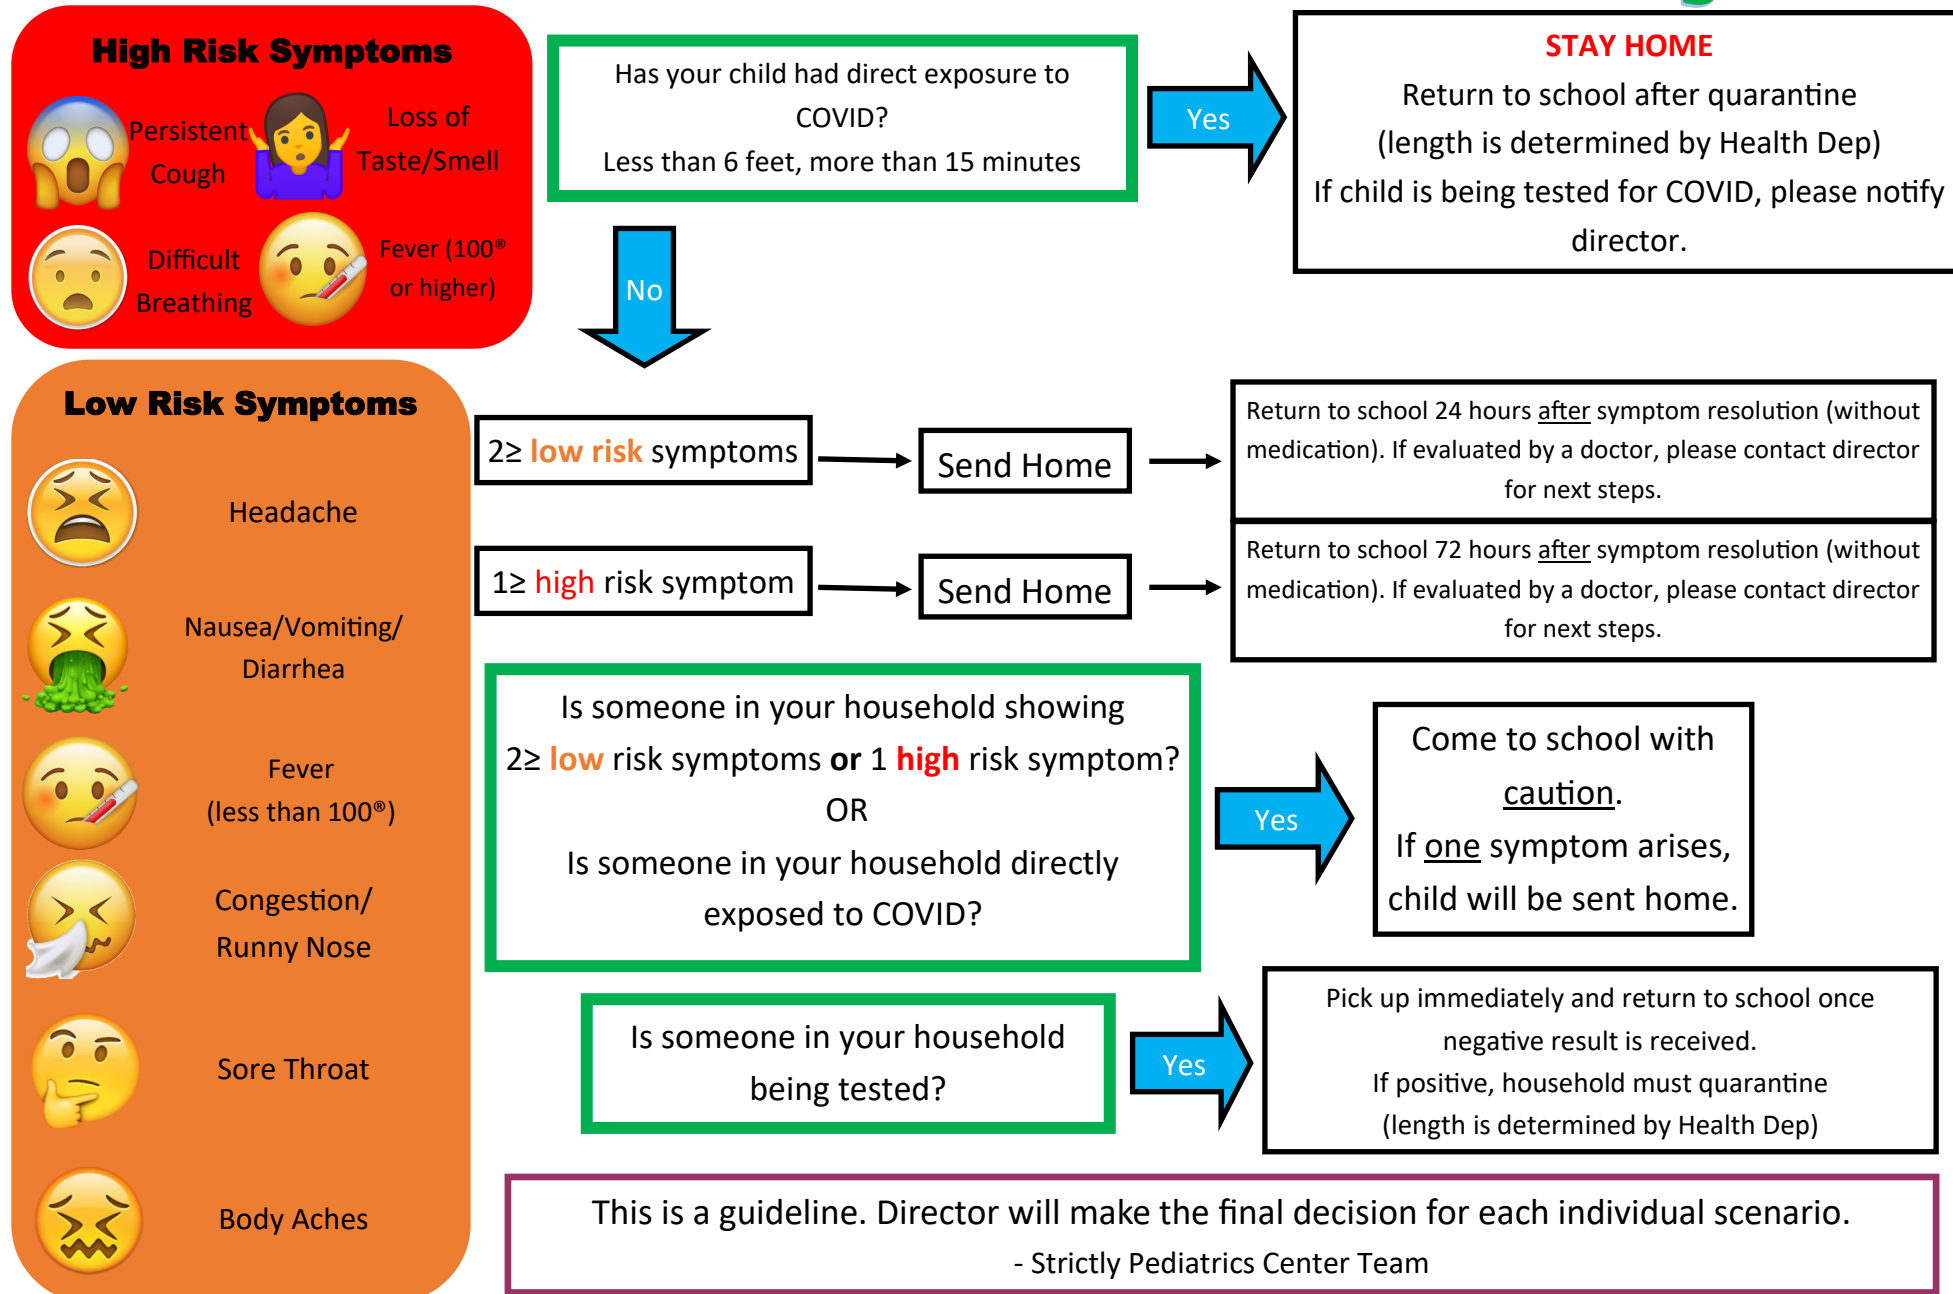 High Risk Symptoms
Persistent
Cough
Loss of
Taste/Smell
Difficult
Breathing
Fever (100®
or higher)
Has your child had direct exposure to
COVID?
Less than 6 feet, more than 15 minutes
Yes
STAY HOME
Return to school after quarantine
(length is determined by Health Dep)
If child is being tested for COVID, please notify
director.
No
Low Risk Symptoms
Headache
Nausea/Vomiting/
Diarrhea
Fever
(less than 100®)
Congestion/
Runny Nose
Sore Throat
Body Aches
2≥ low risk symptoms
Send Home
Return to school 24 hours after symptom resolution (without
medication). If evaluated by a doctor, please contact director
for next steps.
1≥ high risk symptom
Send Home
Return to school 72 hours after symptom resolution (without
medication). If evaluated by a doctor, please contact director
for next steps.
Is someone in your household showing
2≥ low risk symptoms or 1 high risk symptom?
OR
Is someone in your household directly
exposed to COVID?
Yes
Come to school with
caution.
If one symptom arises,
child will be sent home.
Is someone in your household
being tested?
Yes
Pick up immediately and return to school once
negative result is received.
If positive, household must quarantine
(length is determined by Health Dep)
This is a guideline. Director will make the final decision for each individual scenario.
- Strictly Pediatrics Center Team